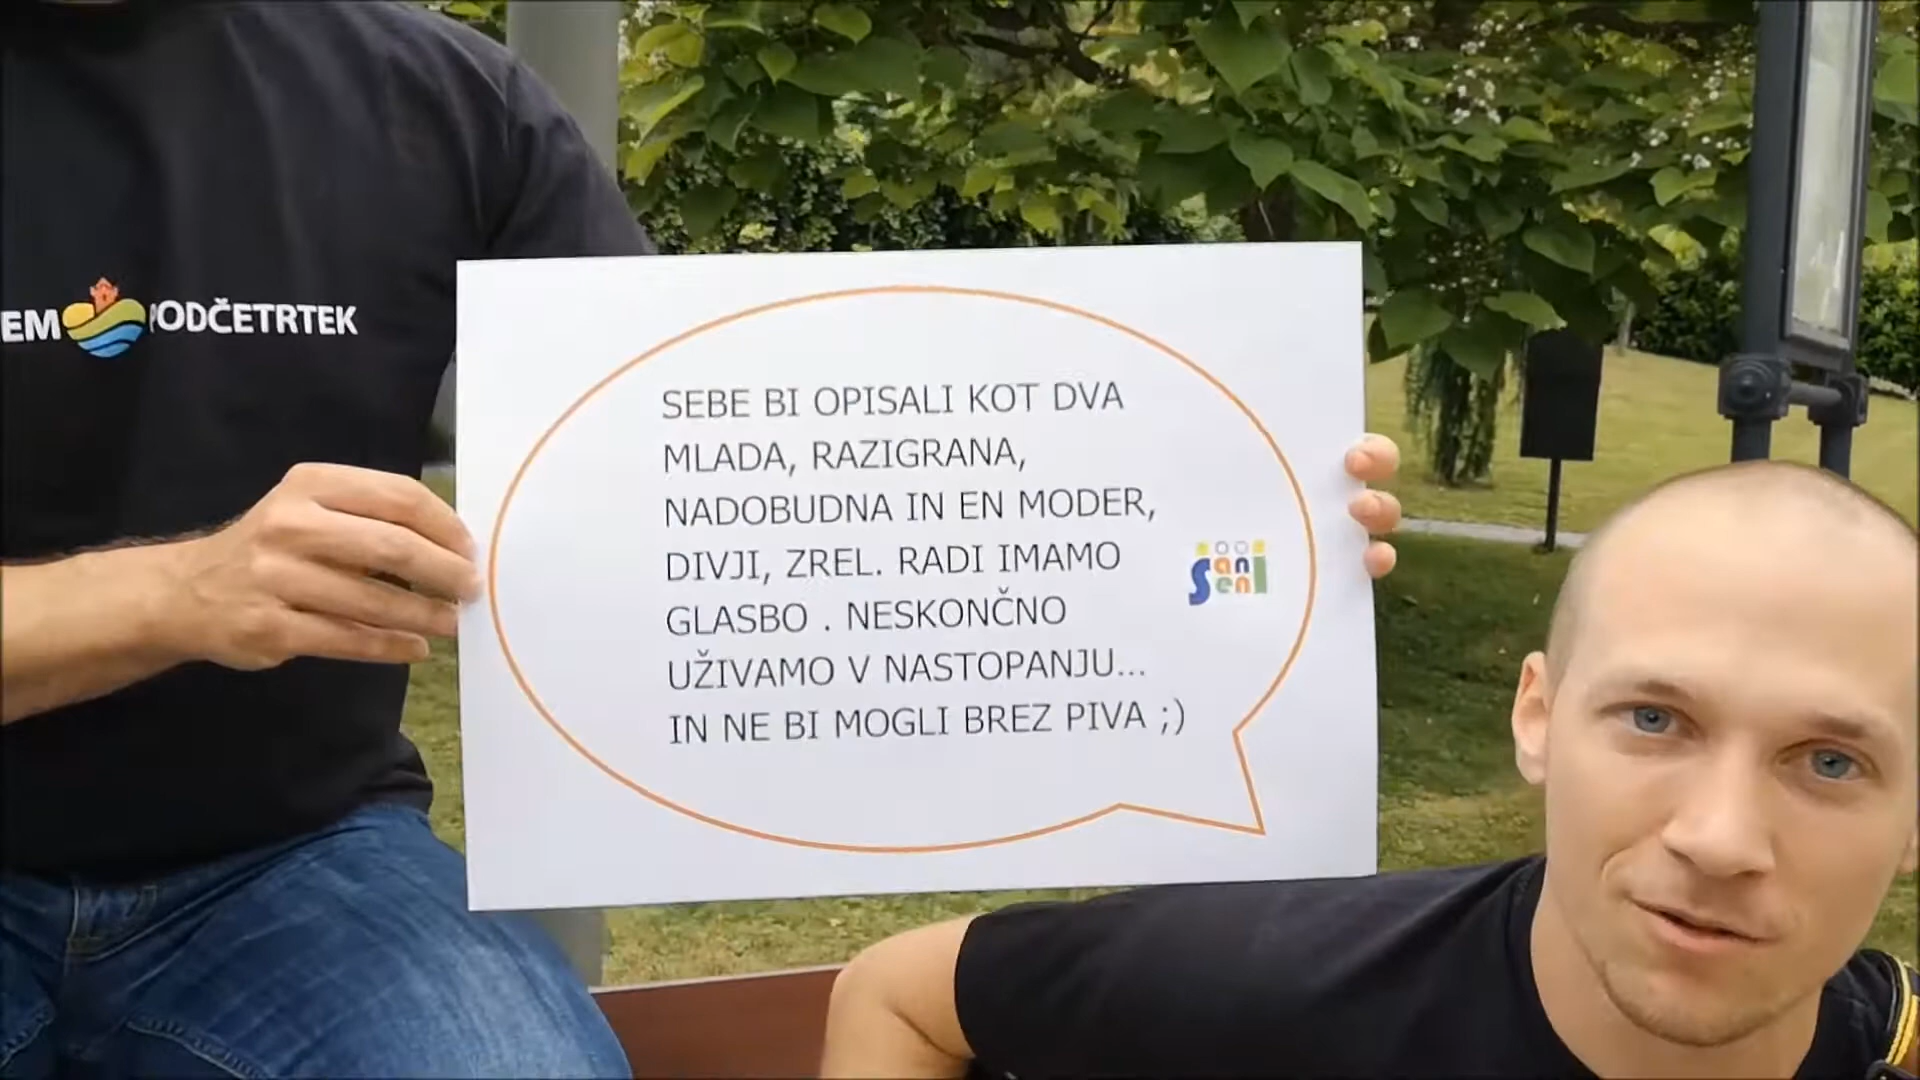 EM PODČETRTEK
SEBE BI OPISALI KOT DVA
MLADA, RAZIGRANA,
NADOBUDNA IN EN MODER,
DIVJI, ZREL. RADI IMAMO
GLASBO . NESKONČNO
UŽIVAMO V NASTOPANJU...
IN NE BI MOGLI BREZ PIVA ;)
San
Seni